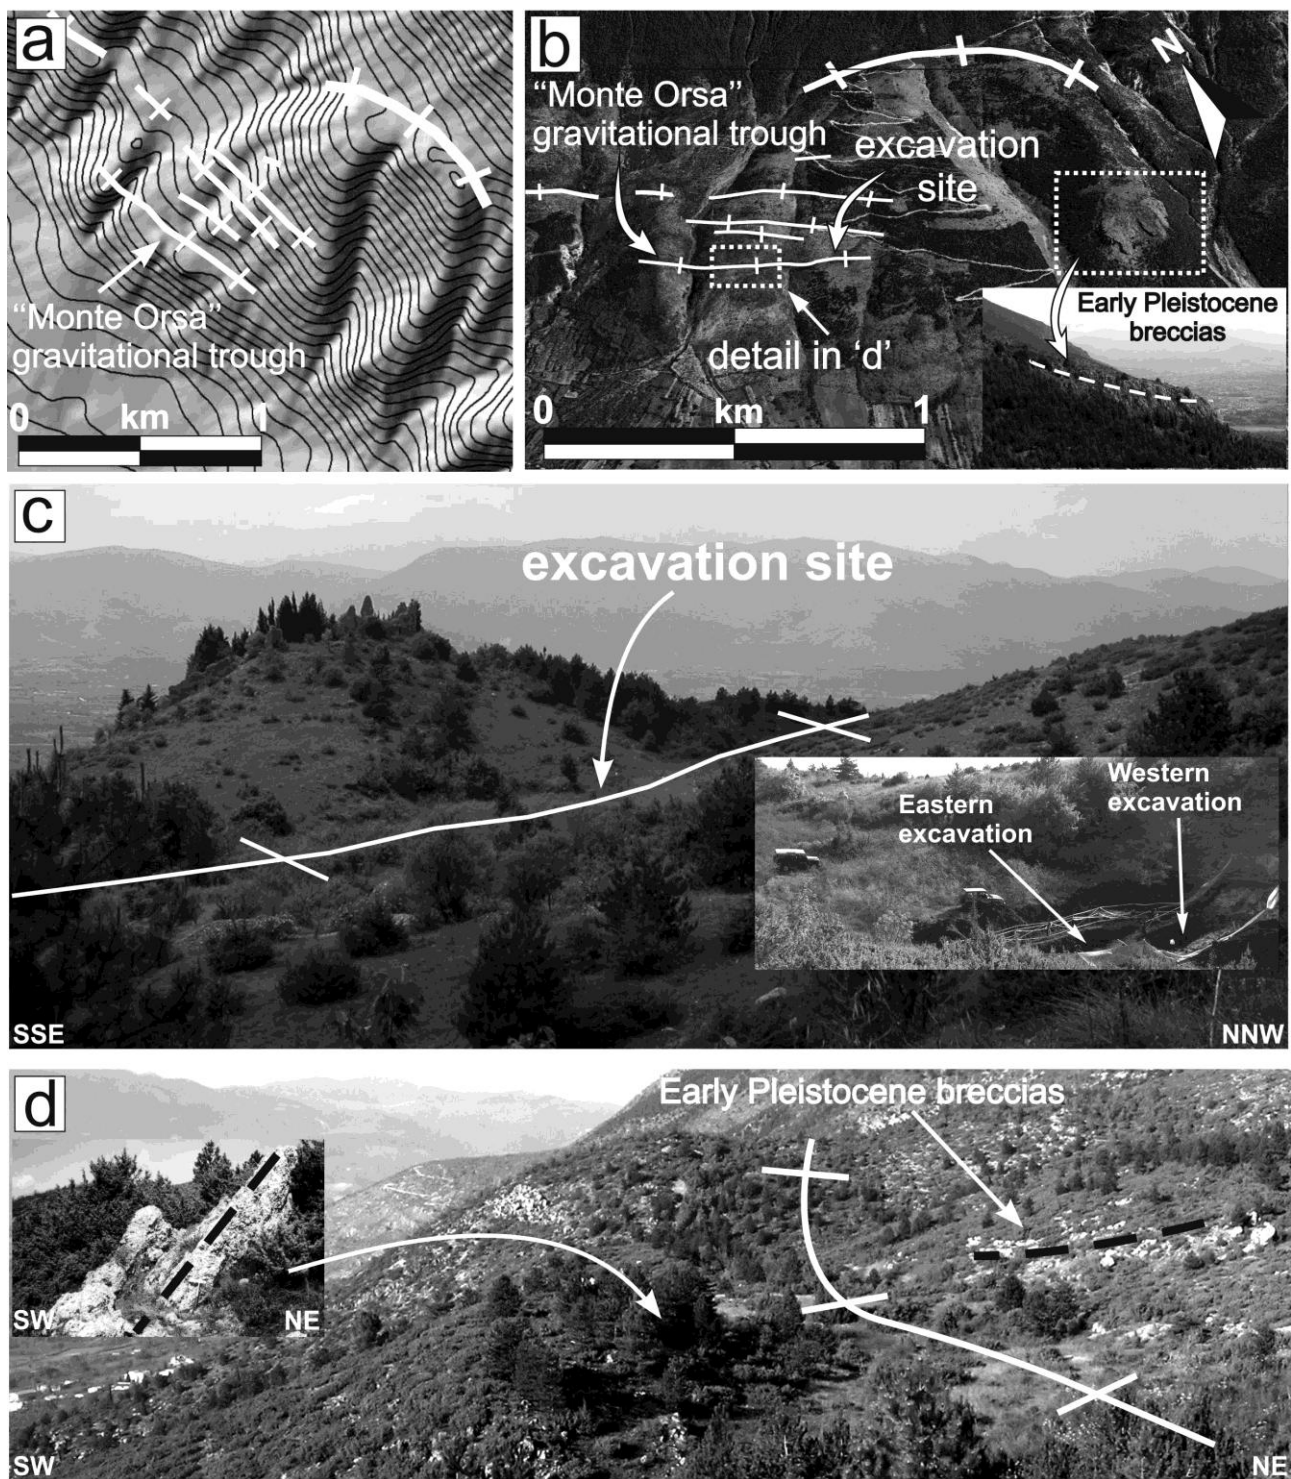 a
"Monte Orsa"
gravitational trough
0 km 1
b
"Monte Orsa"
gravitational trough
excavation
site
N
detail in 'd'
Early Pleistocene
breccias
0 km 1
c
excavation site
Eastern
excavation
Western
excavation
SSE
NNW
d
Early Pleistocene breccias
SW
NE
SW
NE